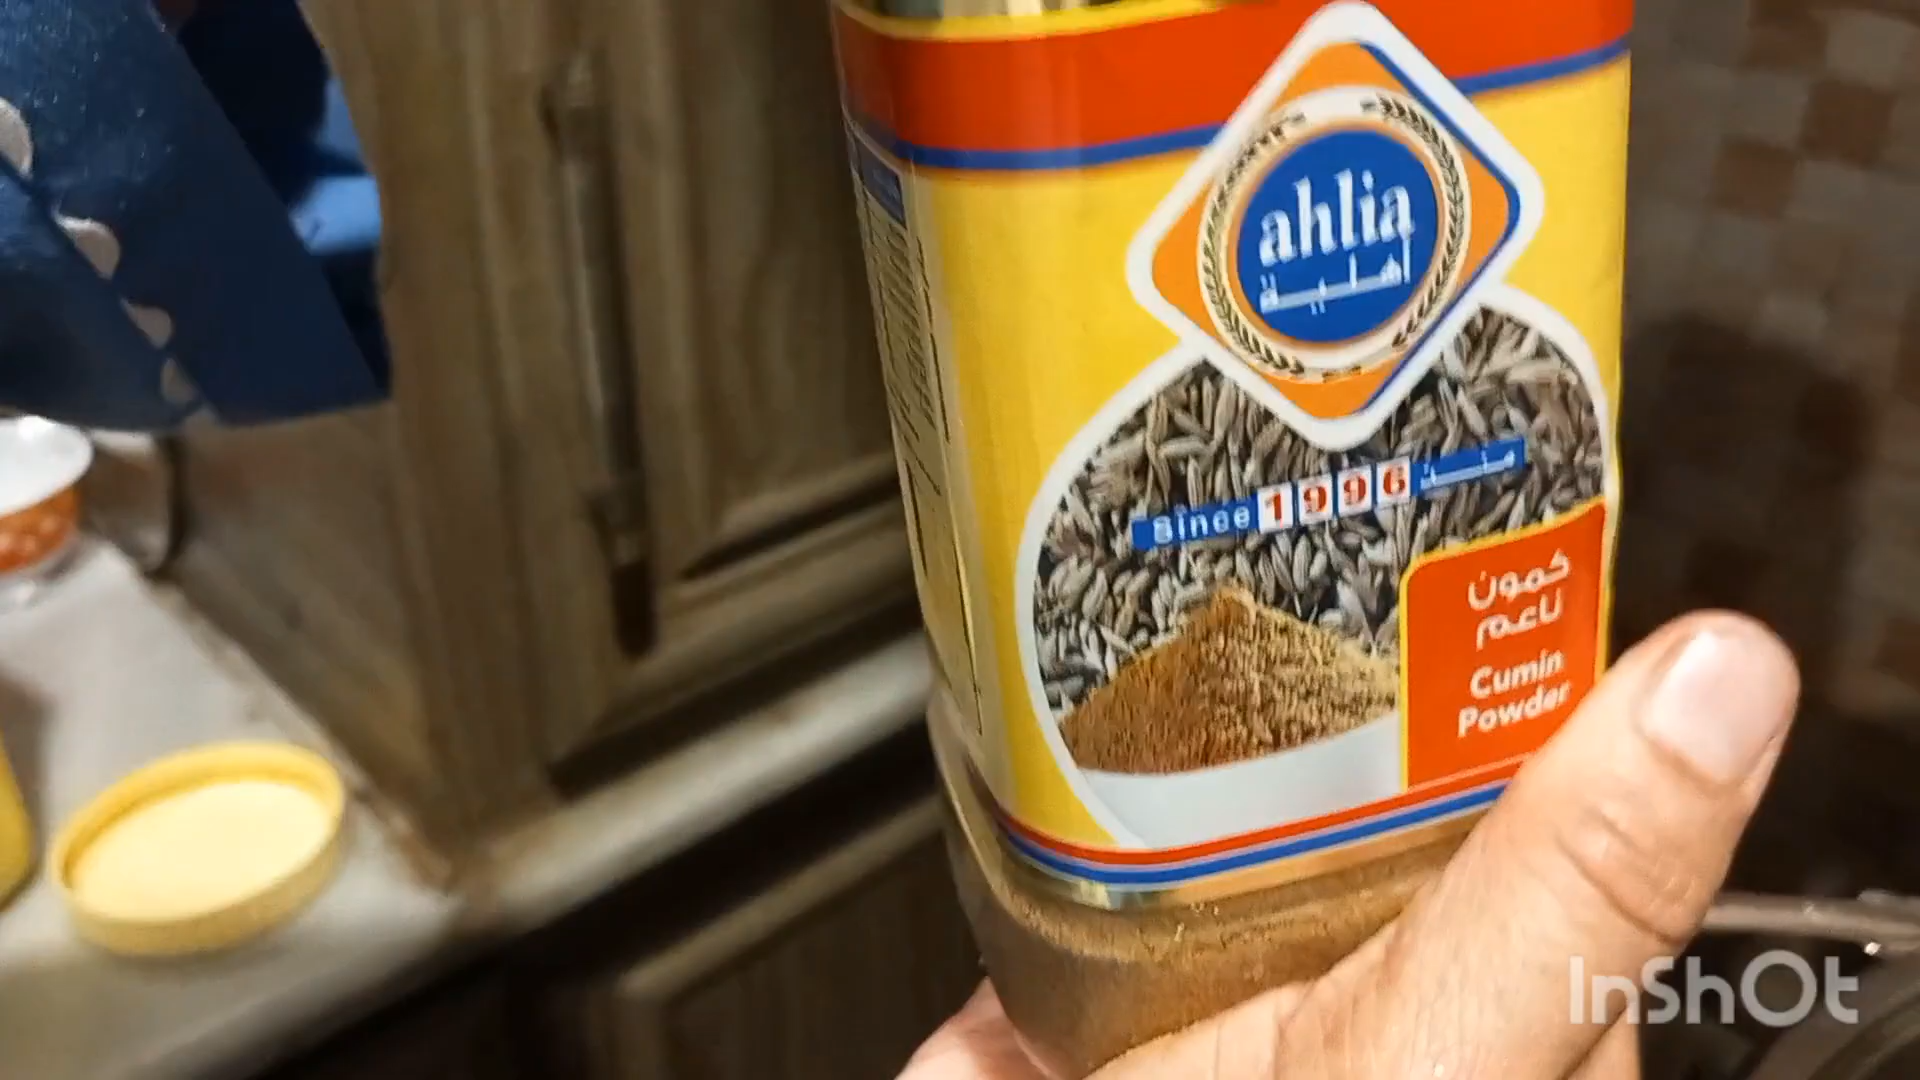 ahlia
أهلية
Since 1996 منذ
كمون
ناعم
Cumin
Powder
InShOt